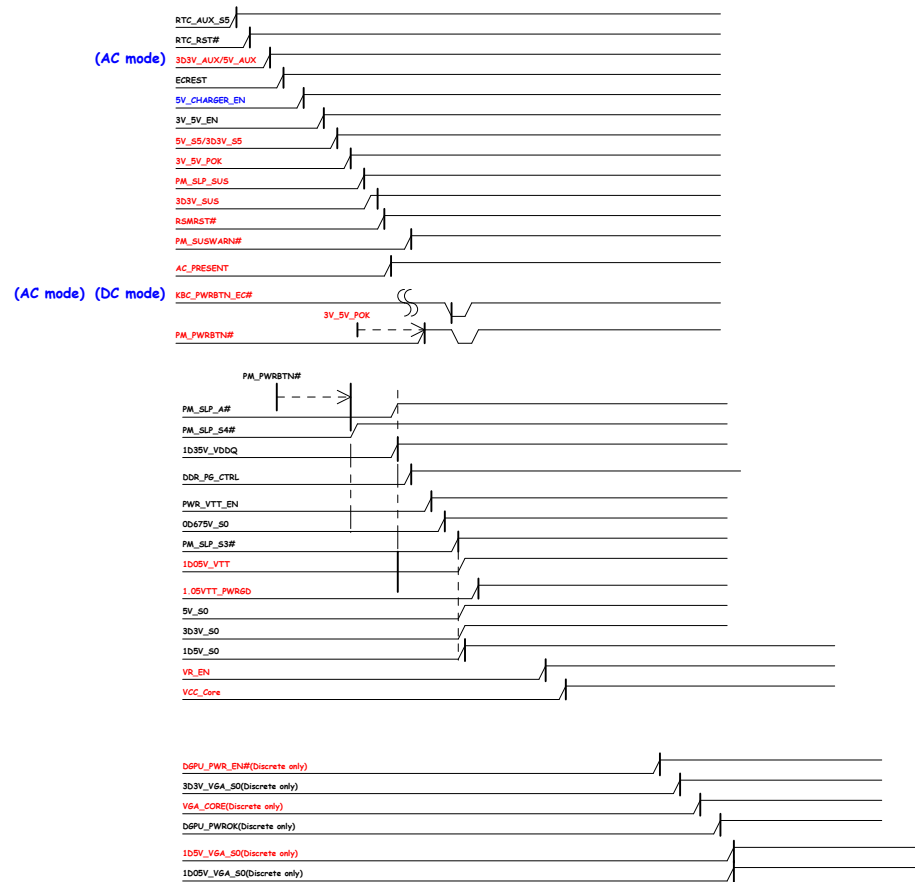 RTC_AUX_S5
RTC_RST#
(AC mode) 3D3V_AUX/5V_AUX
ECREST
5V_CHARGER_EN
3V_5V_EN
5V_S5/3D3V_S5
3V_5V_POK
PM_SLP_SUS
3D3V_SUS
RSMRST#
PM_SUSWARN#
AC_PRESENT
(AC mode) (DC mode) KBC_PWRBTN_EC#
3V_5V_POK
PM_PWRBTN#
PM_PWRBTN#
PM_SLP_A#
PM_SLP_S4#
1D35V_VDDQ
DDR_PG_CTRL
PWR_VTT_EN
0D675V_S0
PM_SLP_S3#
1D05V_VTT
1.05VTT_PWRGD
5V_S0
3D3V_S0
1D5V_S0
VR_EN
VCC_Core
DGPU_PWR_EN#(Discrete only)
3D3V_VGA_S0(Discrete only)
VGA_CORE(Discrete only)
DGPU_PWROK(Discrete only)
1D5V_VGA_S0(Discrete only)
1D05V_VGA_S0(Discrete only)